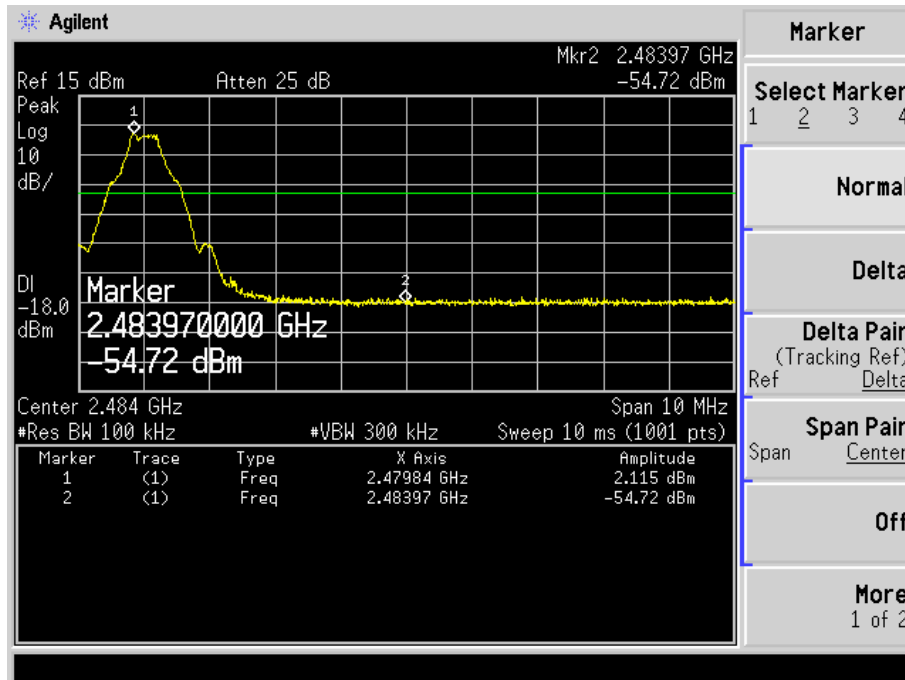 Agilent
Mkr2 2.48397 GHz
Ref 15 dBm Atten 25 dB -54.72 dBm
Peak
Log
10
dB/
1
2
DI
-18.0
dBm
Marker
2.483970000 GHz
-54.72 dBm
Center 2.484 GHz Span 10 MHz
#Res BW 100 kHz #VBW 300 kHz Sweep 10 ms (1001 pts)
Marker Trace Type X Axis Amplitude
1 (1) Freq 2.47984 GHz 2.115 dBm
2 (1) Freq 2.48397 GHz -54.72 dBm
Marker
Select Marker
1 2 3 4
Normal
Delta
Delta Pair
(Tracking Ref)
Ref Delta
Span Pair
Span Center
Off
More
1 of 2